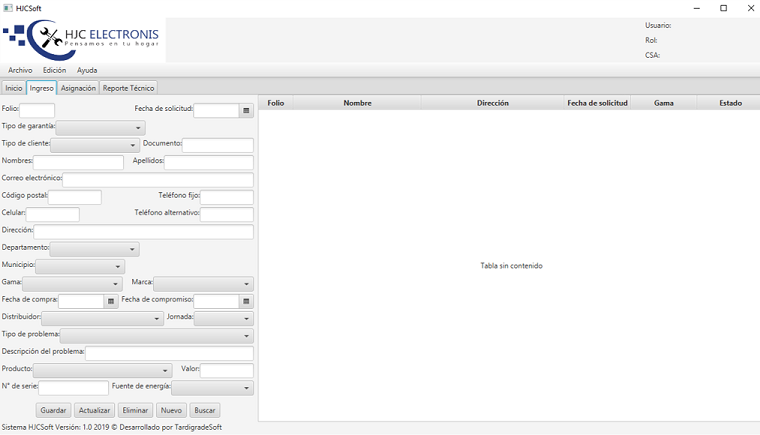 HJCSoft
HJC ELECTRONIS
Pensamos en tu hogar
Usuario:
Rol:
CSA:
Archivo Edición Ayuda
Inicio Ingreso Asignación Reporte Técnico
Folio: Fecha de solicitud:
Tipo de garantía:
Tipo de cliente: Documento:
Nombres: Apellidos:
Correo electrónico:
Código postal: Teléfono fijo:
Celular: Teléfono alternativo:
Dirección:
Departamento:
Municipio:
Gama: Marca:
Fecha de compra: Fecha de compromiso:
Distribuidor: Jornada:
Tipo de problema:
Descripción del problema:
Producto: Valor:
N° de serie: Fuente de energía:
Guardar Actualizar Eliminar Nuevo Buscar
Folio Nombre Dirección Fecha de solicitud Gama Estado
Tabla sin contenido
Sistema HJCSoft Versión: 1.0 2019 © Desarrollado por TardigradeSoft